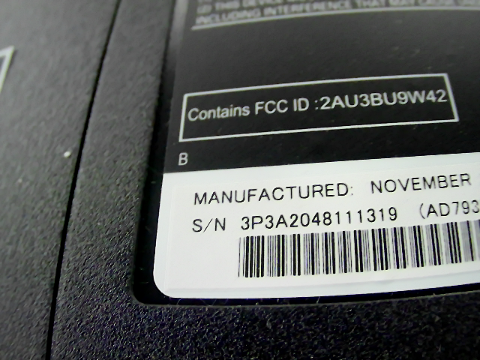 INCLUDING INTERFERENCE THAT MAY CAUSE
Contains FCC ID :2AU3BU9W42
B
MANUFACTURED: NOVEMBER
S/N 3P3A2048111319 (AD793